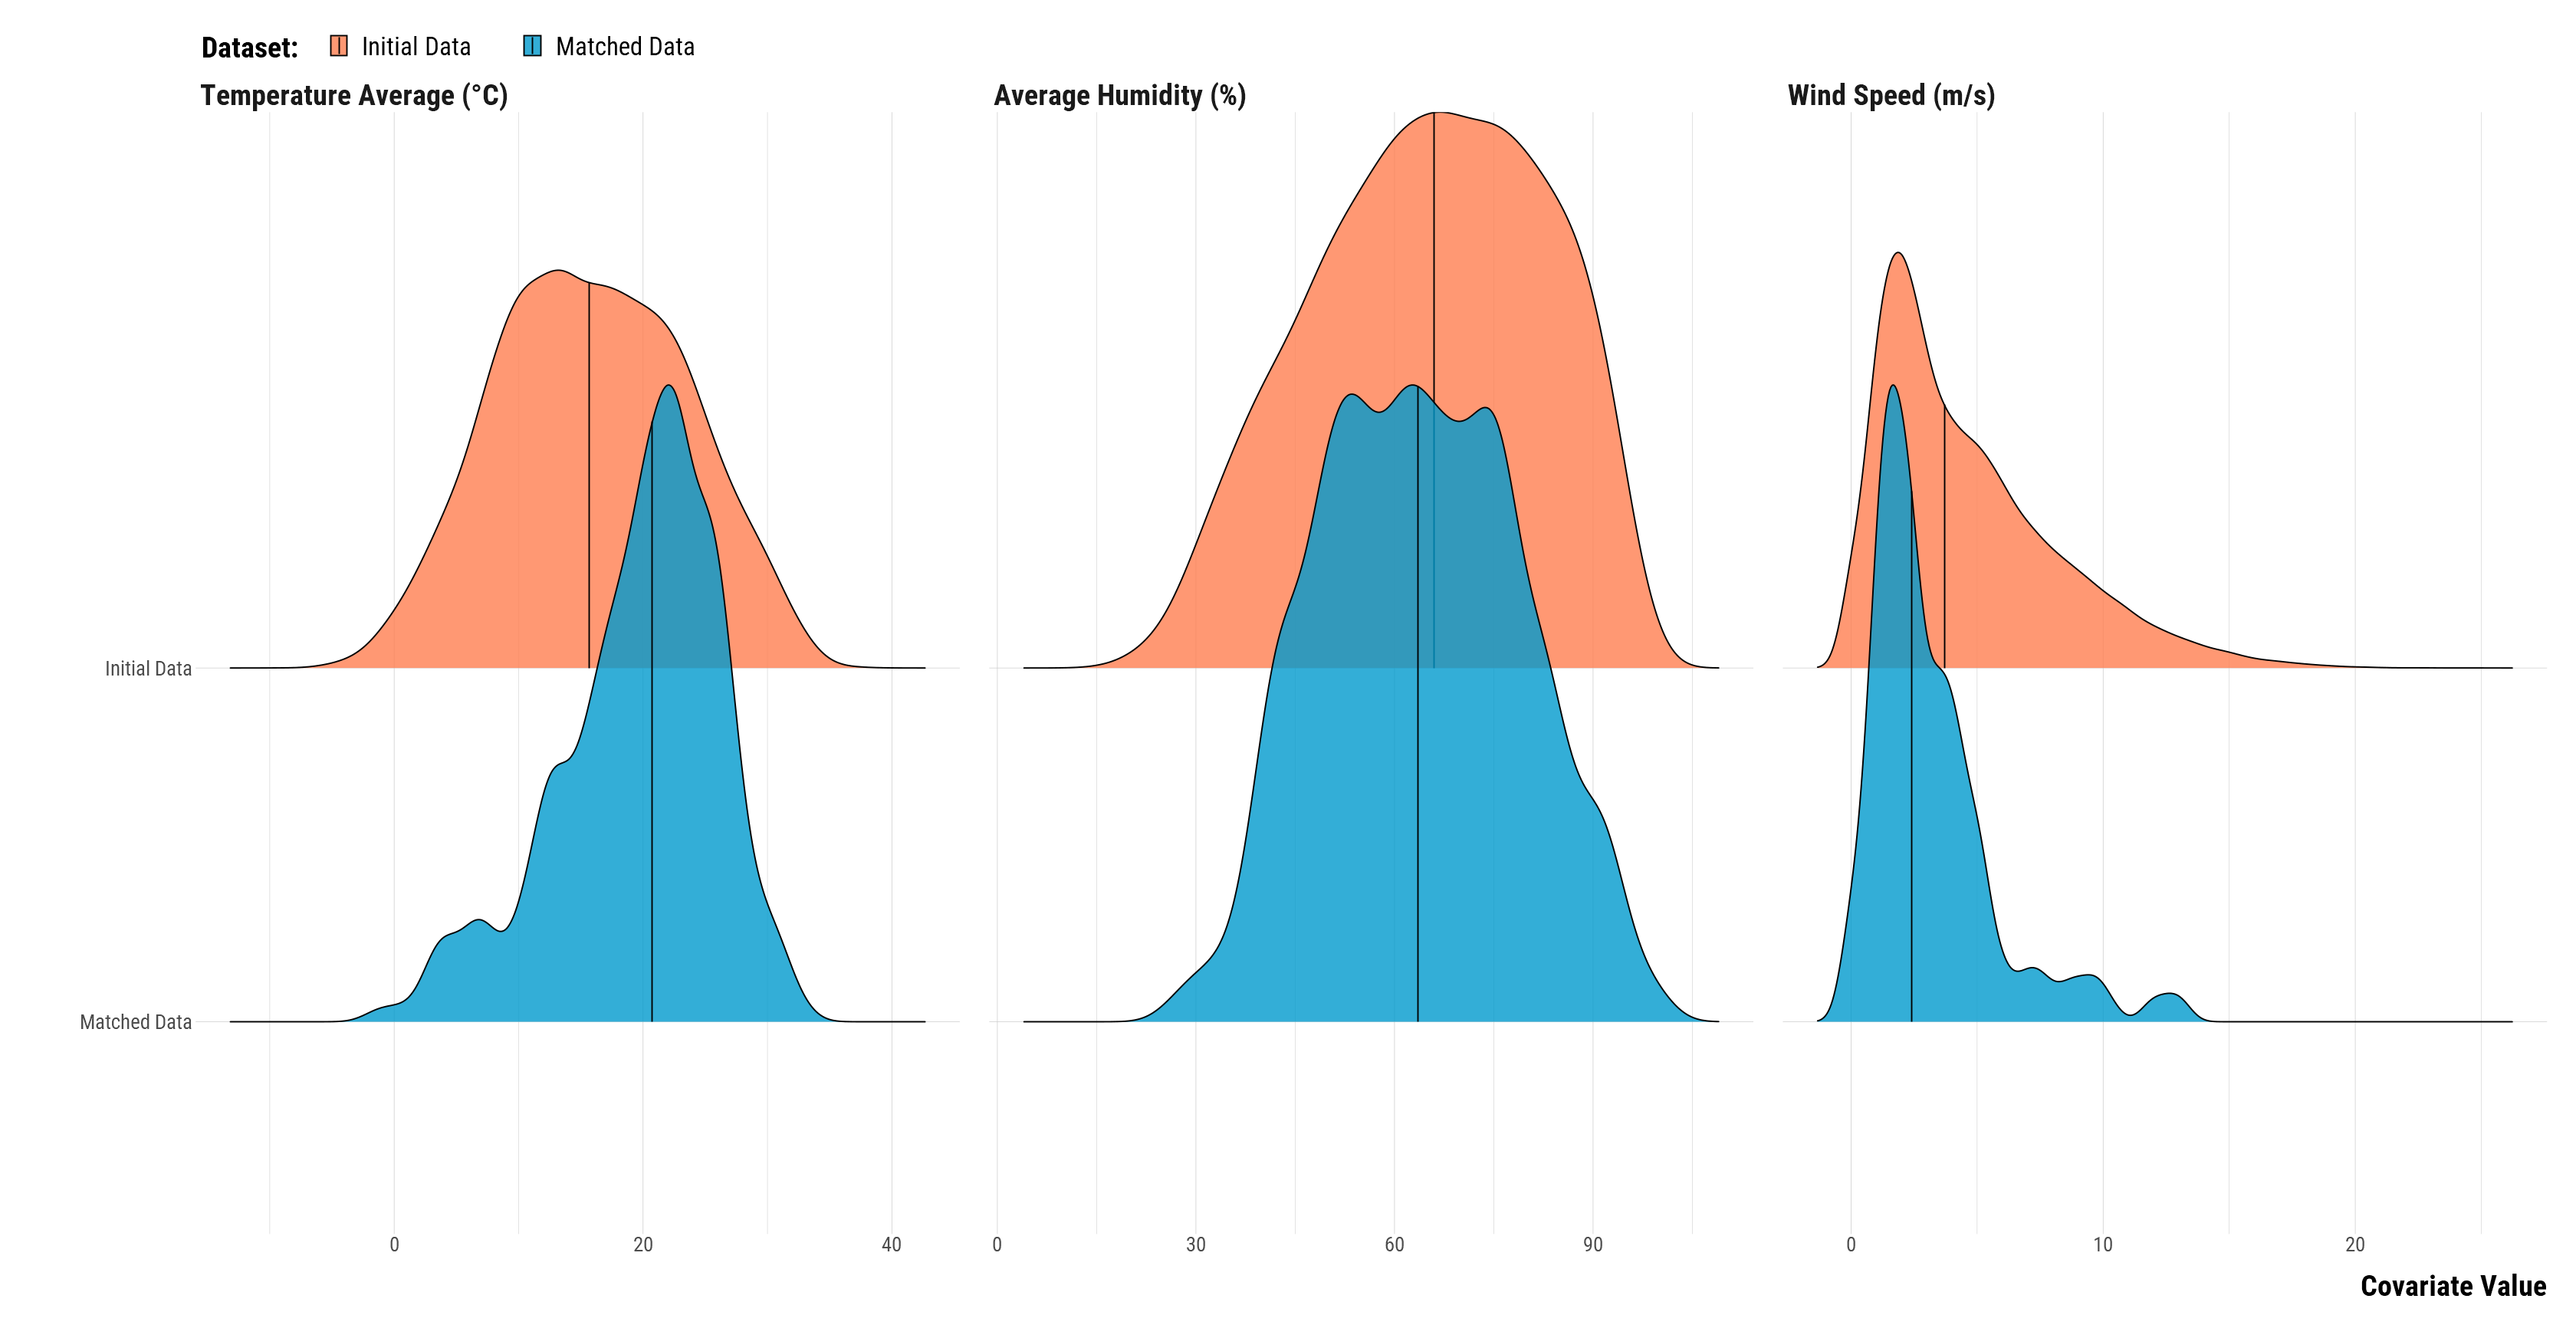 Dataset: Initial Data Matched Data
Temperature Average (°C) Average Humidity (%) Wind Speed (m/s)
Initial Data
Matched Data
0 20 40 0 30 60 90 0 10 20
Covariate Value